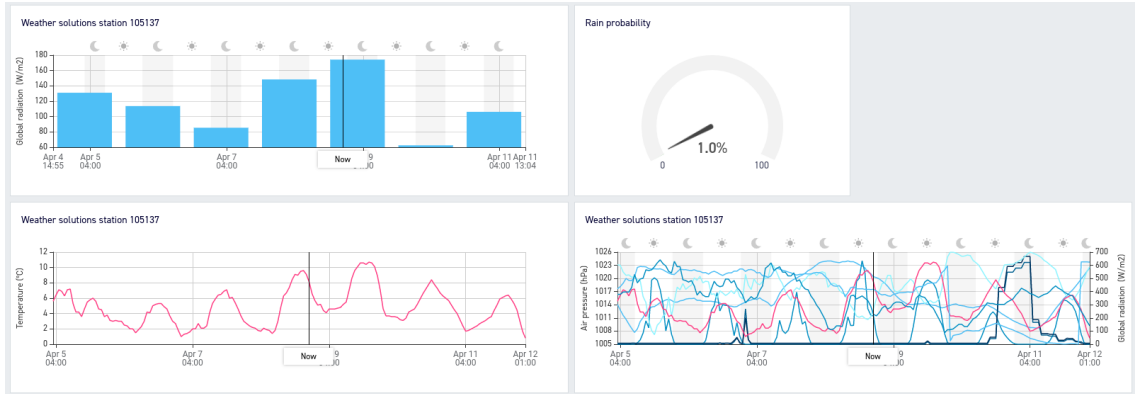 Weather solutions station 105137
Global radiation (W/m2)
180
160
140
120
100
80
60
Apr 4
14:55
Apr 5
04:00
Apr 7
04:00
Now
9
Apr 11
04:00
Apr 11
13:04
Rain probability
1.0%
0
100
Weather solutions station 105137
Temperature (°C)
12
10
8
6
4
2
0
Apr 5
04:00
Apr 7
04:00
Now
9
Apr 11
04:00
Apr 12
01:00
Weather solutions station 105137
Air pressure (hPa)
1026
1023
1020
1017
1014
1011
1008
1005
Apr 5
04:00
Apr 7
04:00
Now
9
Apr 11
04:00
Apr 12
01:00
700
600
500
400
300
200
100
0
Global radiation (W/m2)